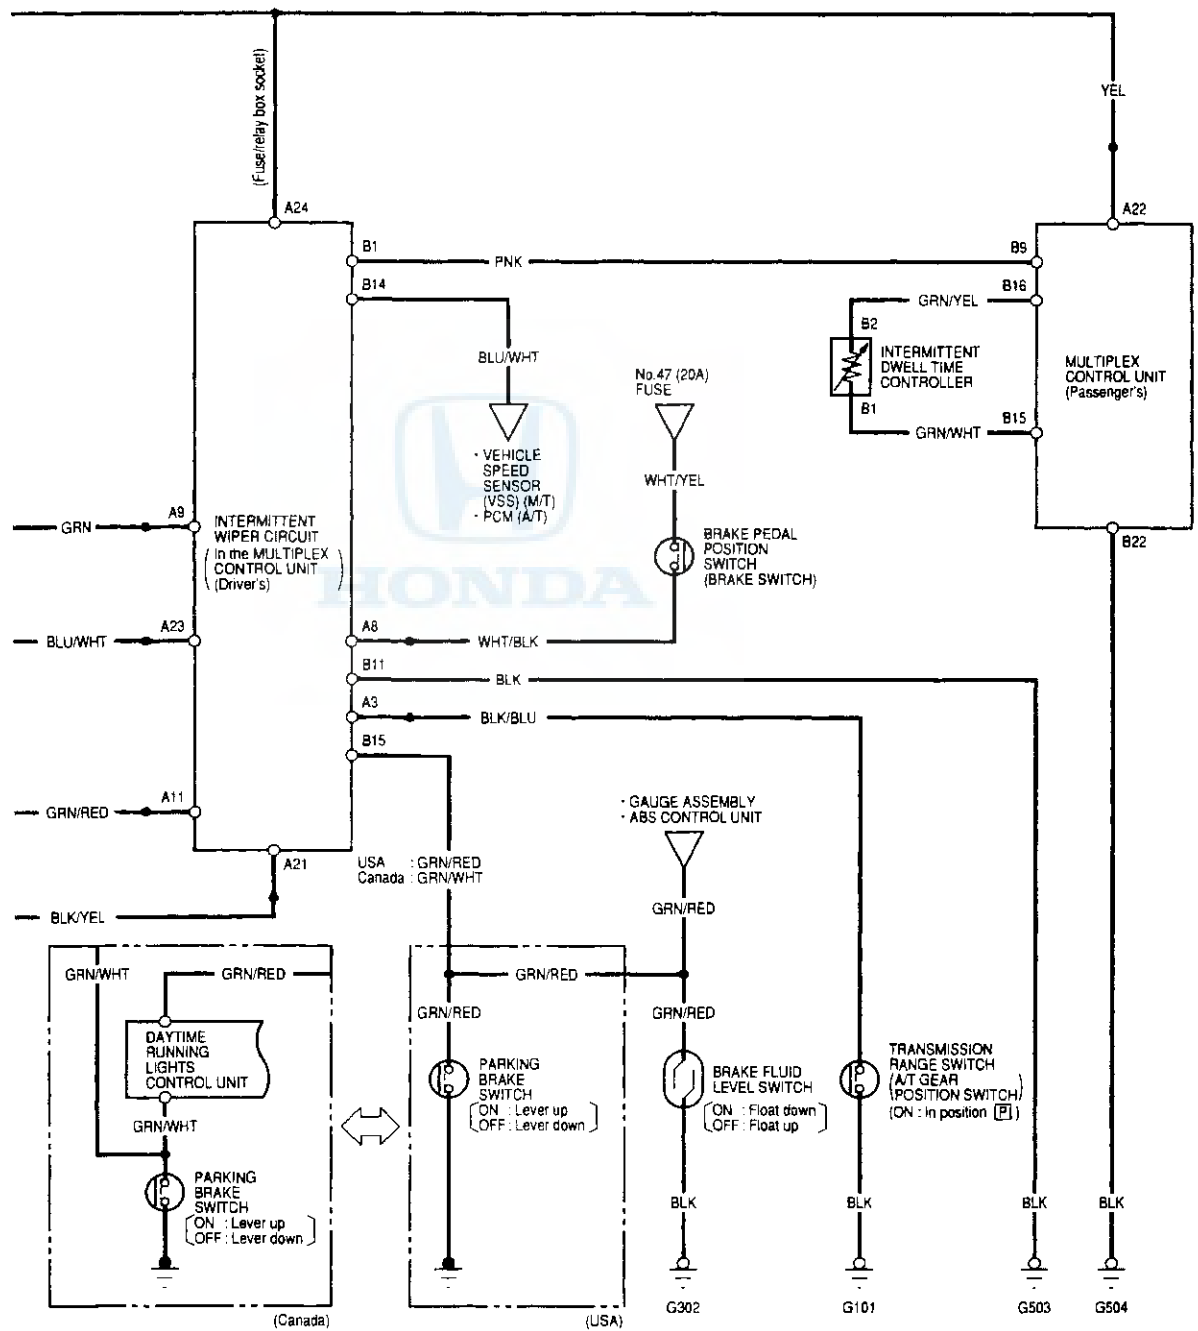 YEL
(Fuse/relay box socket)
A24
A22
B1
PNK
B9
B14
B16
GRN/YEL
B2
BLU/WHT
INTERMITTENT
DWELL TIME
CONTROLLER
MULTIPLEX
CONTROL UNIT
(Passenger's)
No.47 (20A)
FUSE
B1
GRN/WHT
B15
· VEHICLE
SPEED
SENSOR
(VSS) (M/T)
· PCM (A/T)
WHT/YEL
HONDA
A9
GRN
INTERMITTENT
WIPER CIRCUIT
(In the MULTIPLEX
CONTROL UNIT
(Driver's))
BRAKE PEDAL
POSITION
SWITCH
(BRAKE SWITCH)
B22
BLU/WHT
A23
A8
WHT/BLK
B11
BLK
A3
BLK/BLU
B15
GRN/RED
A11
· GAUGE ASSEMBLY
· ABS CONTROL UNIT
A21
USA : GRN/RED
Canada : GRN/WHT
BLK/YEL
GRN/RED
GRN/WHT
GRN/RED
GRN/RED
GRN/RED
GRN/RED
DAYTIME
RUNNING
LIGHTS
CONTROL UNIT
GRN/WHT
PARKING
BRAKE
SWITCH
[ON : Lever up
OFF : Lever down]
PARKING
BRAKE
SWITCH
[ON : Lever up
OFF : Lever down]
BRAKE FLUID
LEVEL SWITCH
[ON : Float down
OFF : Float up]
TRANSMISSION
RANGE SWITCH
(A/T GEAR
POSITION SWITCH)
(ON : In position P)
BLK
BLK
BLK
BLK
G302
G101
G503
G504
(Canada)
(USA)